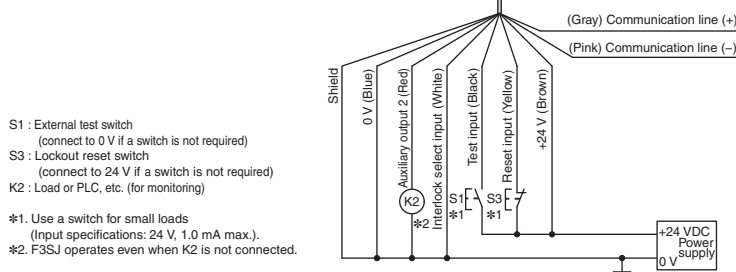 (Gray) Communication line (+)
(Pink) Communication line (−)
Shield
0 V (Blue)
Auxiliary output 2 (Red)
Interlock select input (White)
Test input (Black)
Reset input (Yellow)
+24 V (Brown)
S1 : External test switch
(connect to 0 V if a switch is not required)
S3 : Lockout reset switch
(connect to 24 V if a switch is not required)
K2 : Load or PLC, etc. (for monitoring)
K2
*2
S1
*1
S3
*1
*1. Use a switch for small loads
(Input specifications: 24 V, 1.0 mA max.).
*2. F3SJ operates even when K2 is not connected.
+24 VDC
Power
supply
0 V